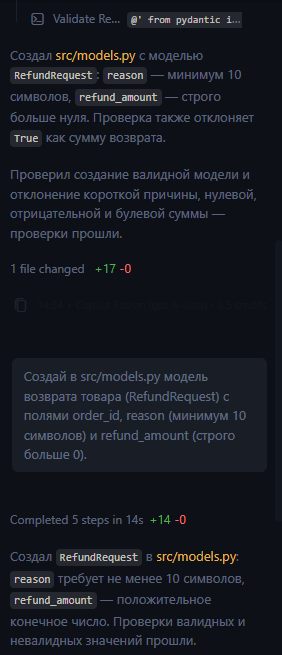 Validate Re... @' from pydantic i...
Создал src/models.py с моделью
RefundRequest: reason — минимум 10
символов, refund_amount — строго
больше нуля. Проверка также отклоняет
True как сумму возврата.
Проверил создание валидной модели и
отклонение короткой причины, нулевой,
отрицательной и булевой суммы —
проверки прошли.
1 file changed +17 -0
Создай в src/models.py модель
возврата товара (RefundRequest) с
полями order_id, reason (минимум 10
символов) и refund_amount (строго
больше 0).
Completed 5 steps in 14s +14 -0
Создал RefundRequest в src/models.py:
reason требует не менее 10 символов,
refund_amount — положительное
конечное число. Проверки валидных и
невалидных значений прошли.